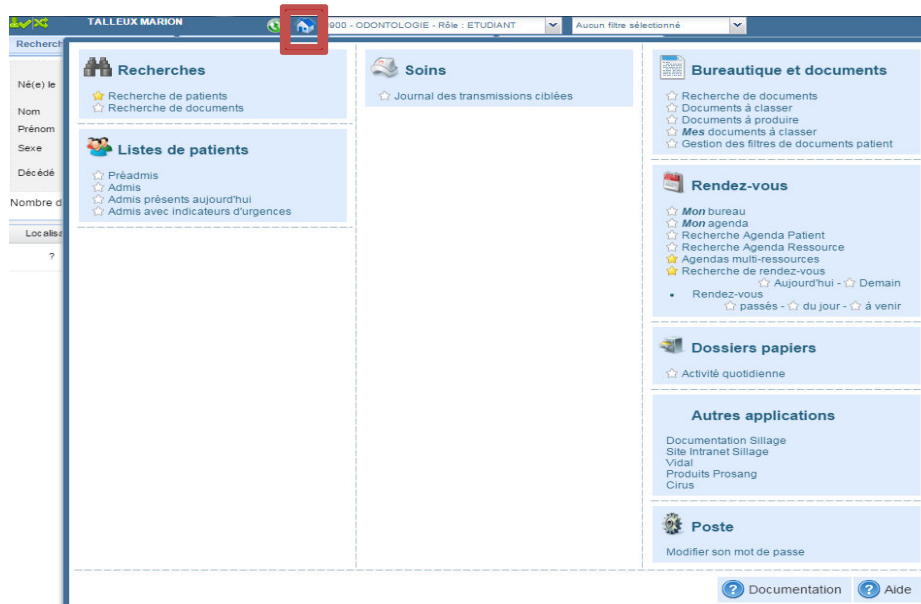 TALLEUX MARION
900 - ODONTOLOGIE - Rôle : ETUDIANT
Aucun filtre sélectionné
Recherch
Né(e) le
Nom
Prénom
Sexe
Décédé
Nombre d
Localisa
?
Recherches
Recherche de patients
Recherche de documents
Listes de patients
Préadmis
Admis
Admis présents aujourd'hui
Admis avec indicateurs d'urgences
Soins
Journal des transmissions ciblées
Bureautique et documents
Recherche de documents
Documents à classer
Documents à produire
Mes documents à classer
Gestion des filtres de documents patient
Rendez-vous
Mon bureau
Mon agenda
Recherche Agenda Patient
Recherche Agenda Ressource
Agendas multi-ressources
Recherche de rendez-vous
Aujourd'hui - Demain
• Rendez-vous
passés - du jour - à venir
Dossiers papiers
Activité quotidienne
Autres applications
Documentation Sillage
Site Intranet Sillage
Vidal
Produits Prosang
Cirus
Poste
Modifier son mot de passe
? Documentation ? Aide